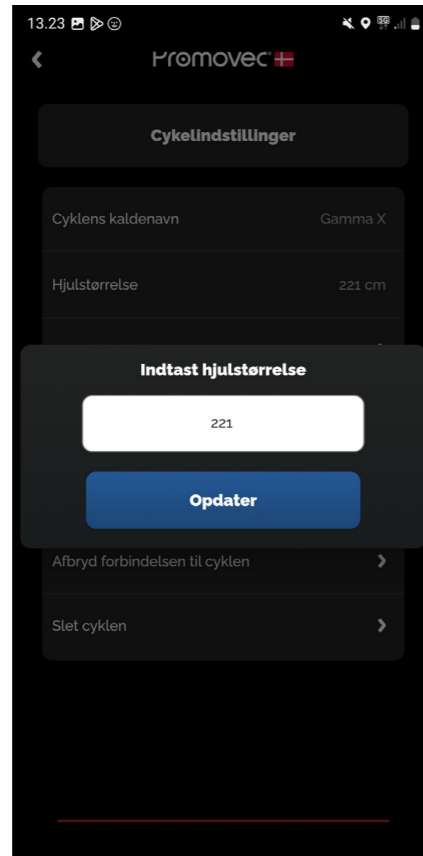 13.23
Promovec
Cykelindstillinger
Cyklens kaldenavn Gamma X
Hjulstørrelse 221 cm
Indtast hjulstørrelse
221
Opdater
Afbryd forbindelsen til cyklen
Slet cyklen